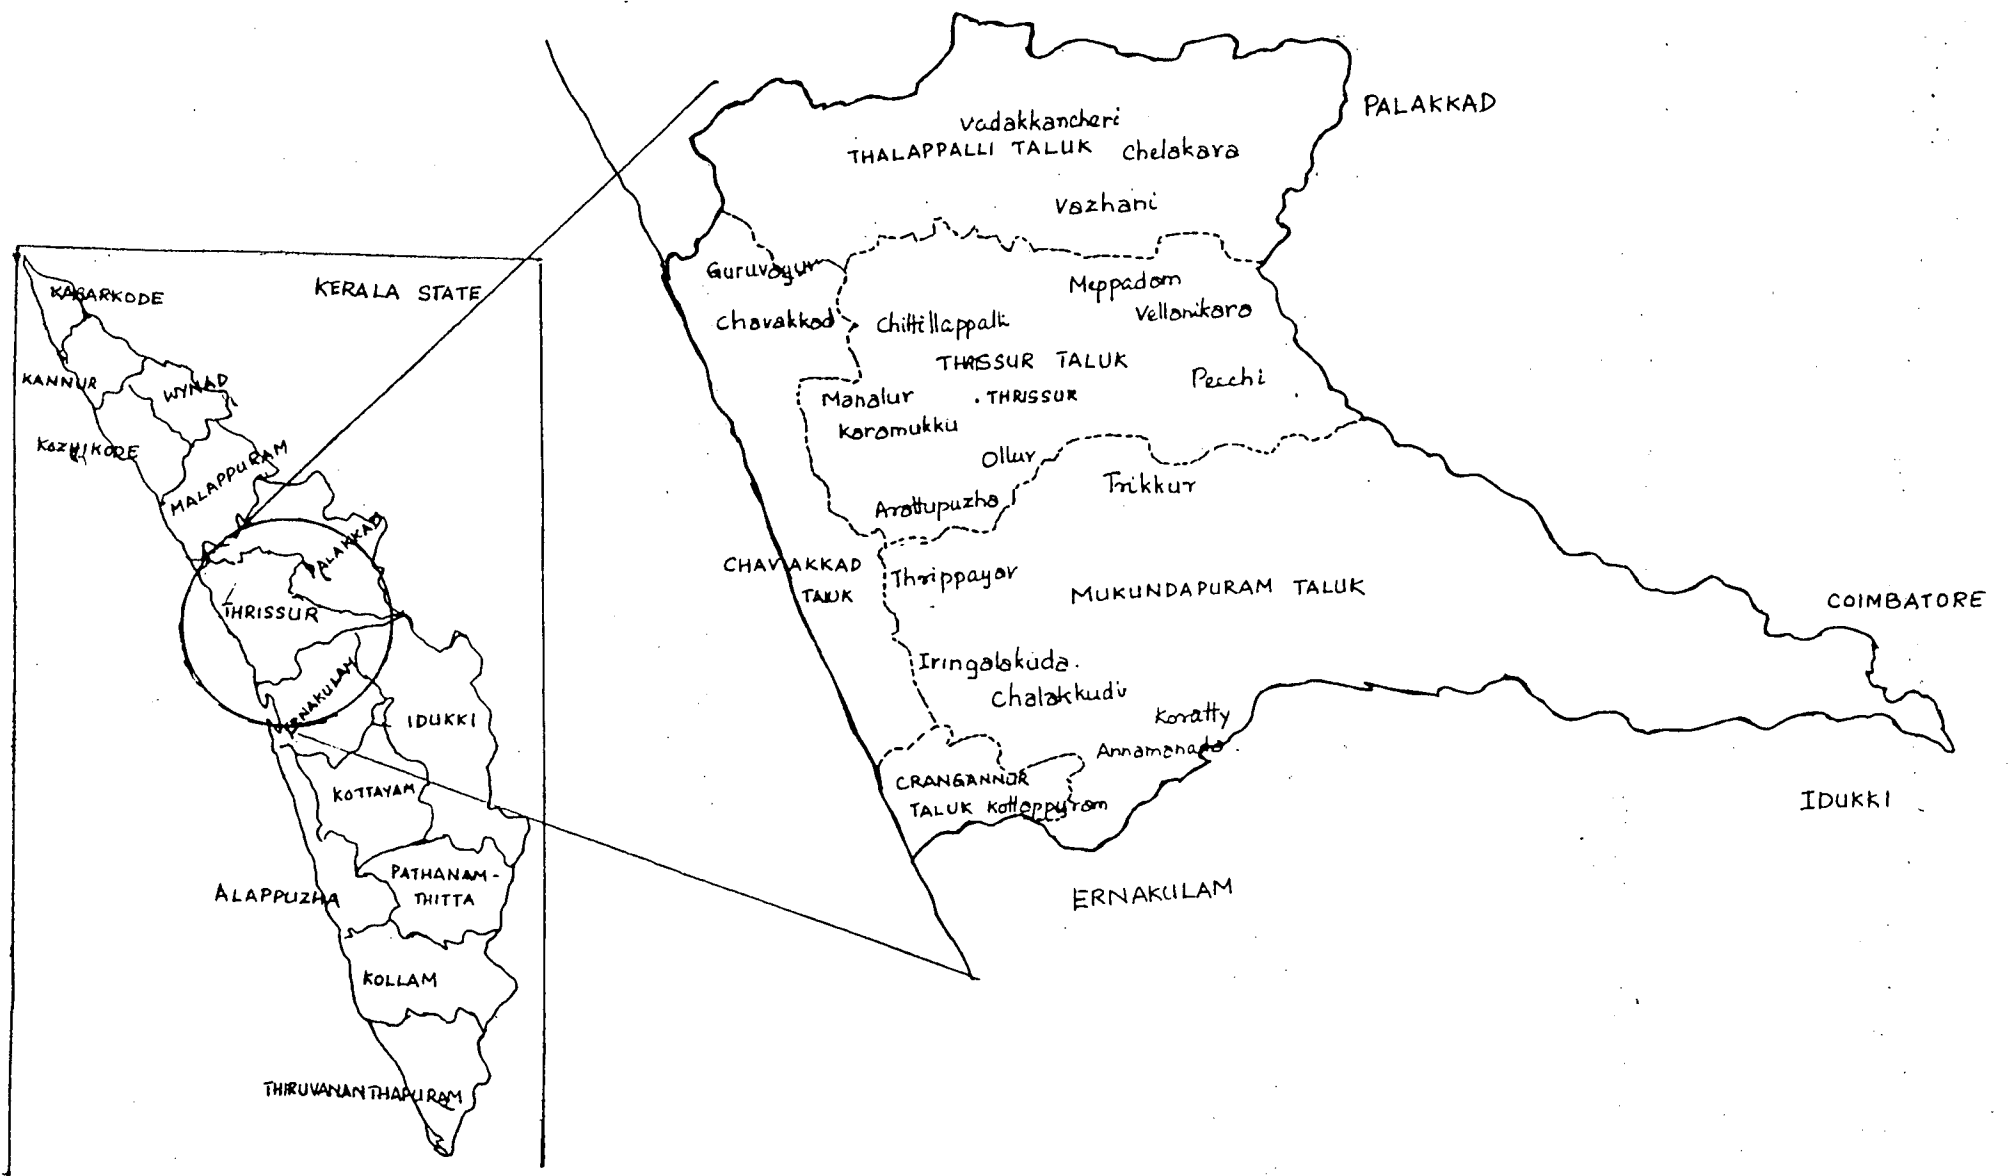 KERALA STATE
KASARKODE
KANNUR
WYNAD
KOZHIKODE
MALAPPURAM
PALAKKAD
THRISSUR
ERNAKULAM
IDUKKI
KOTTAYAM
PATHANAM-
THITTA
ALAPPUZHA
KOLLAM
THIRUVANANTHAPURAM
PALAKKAD
Vadakkancheri
THALAPPALLI TALUK
Chelakara
Vazhani
Guruvayur
Chavakkad
Meppadam
Vellanikara
Chittillappalli
THRISSUR TALUK
Peechi
Manalur
THRISSUR
Karamukku
Ollur
Trikkur
Arattupuzha
CHAVAKKAD
TALUK
Thrippayar
MUKUNDAPURAM TALUK
COIMBATORE
Iringalakuda.
Chalakkudi
Koratty
Annamanada.
CRANGANNUR
TALUK
Kottappuram
IDUKKI
ERNAKULAM